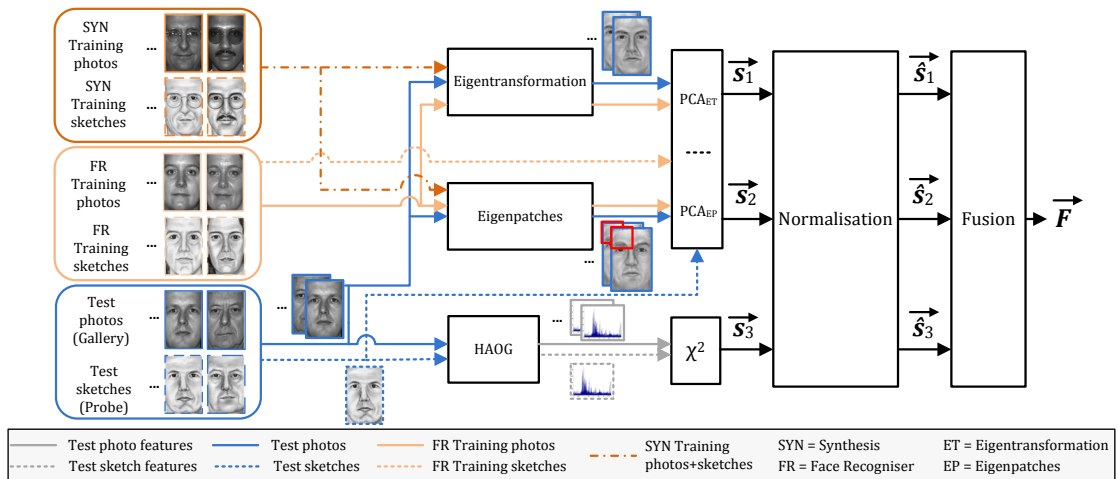 SYN
Training
photos
...
SYN
Training
sketches
...
FR
Training
photos
...
FR
Training
sketches
...
Test
photos
(Gallery)
...
Test
sketches
(Probe)
...
...
Eigentransformation
...
Eigenpatches
...
HAOG
...
PCA_ET
....
PCA_EP
χ²
s₁
s₂
s₃
Normalisation
ŝ₁
ŝ₂
ŝ₃
Fusion
F
Test photo features
Test sketch features
Test photos
Test sketches
FR Training photos
FR Training sketches
SYN Training
photos+sketches
SYN = Synthesis
FR = Face Recogniser
ET = Eigentransformation
EP = Eigenpatches